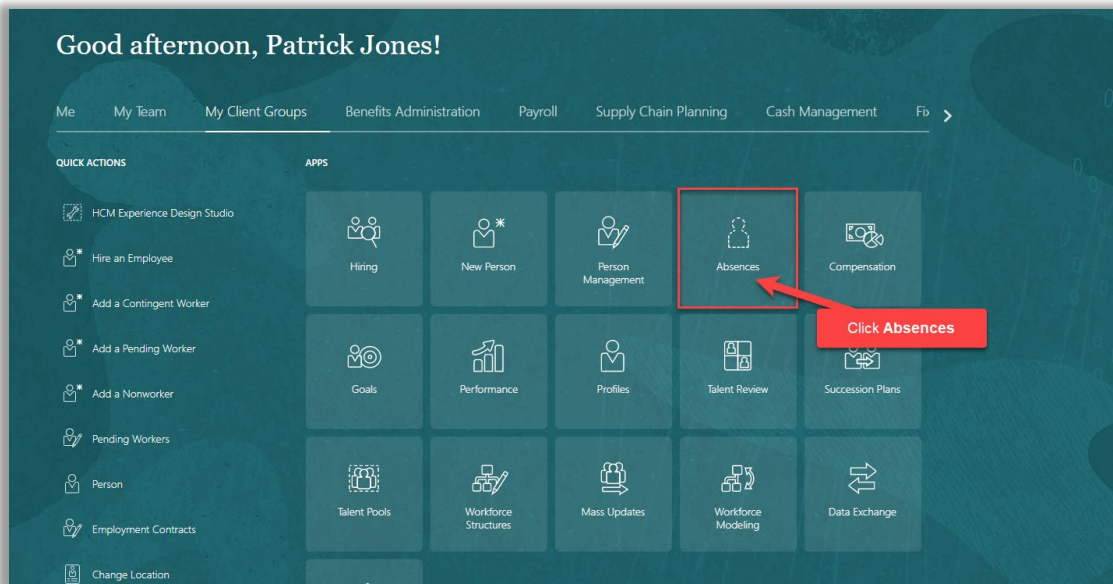 Good afternoon, Patrick Jones!
Me My Team My Client Groups Benefits Administration Payroll Supply Chain Planning Cash Management
QUICK ACTIONS
APPS
HCM Experience Design Studio
Hire an Employee
Add a Contingent Worker
Add a Pending Worker
Add a Nonworker
Pending Workers
Person
Employment Contracts
Change Location
Hiring
New Person
Person
Management
Absences
Compensation
Click Absences
Goals
Performance
Profiles
Talent Review
Succession Plans
Talent Pools
Workforce
Structures
Mass Updates
Workforce
Modeling
Data Exchange